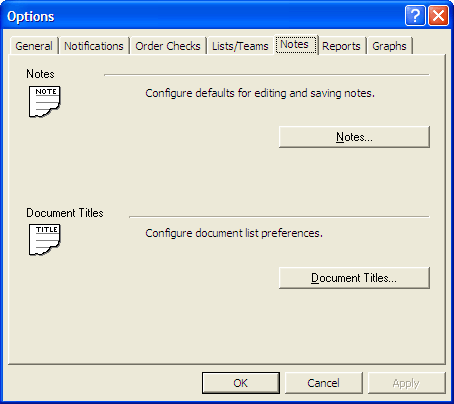 Options
General Notifications Order Checks Lists/Teams Notes Reports Graphs
Notes
NOTE
Configure defaults for editing and saving notes.
Notes...
Document Titles
TITLE
Configure document list preferences.
Document Titles...
OK Cancel Apply